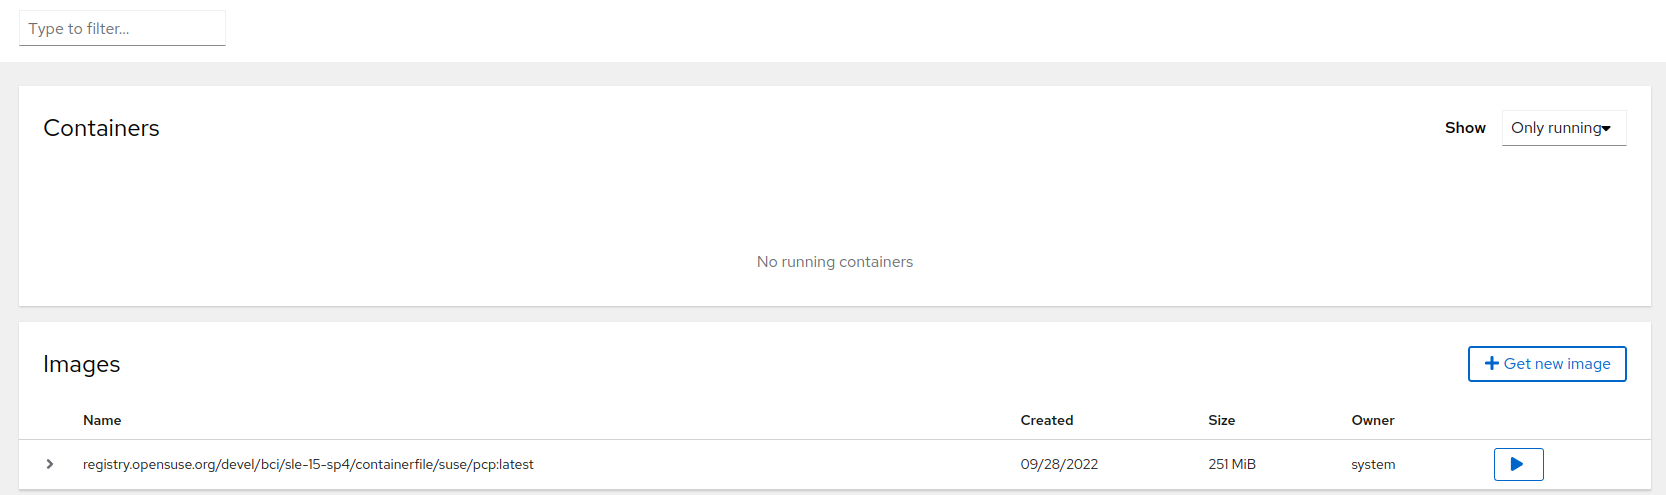 Type to filter...
Containers
Show Only running
No running containers
Images
Get new image
Name Created Size Owner
registry.opensuse.org/devel/bci/sle-15-sp4/containerfile/suse/pcp:latest 09/28/2022 251 MiB system